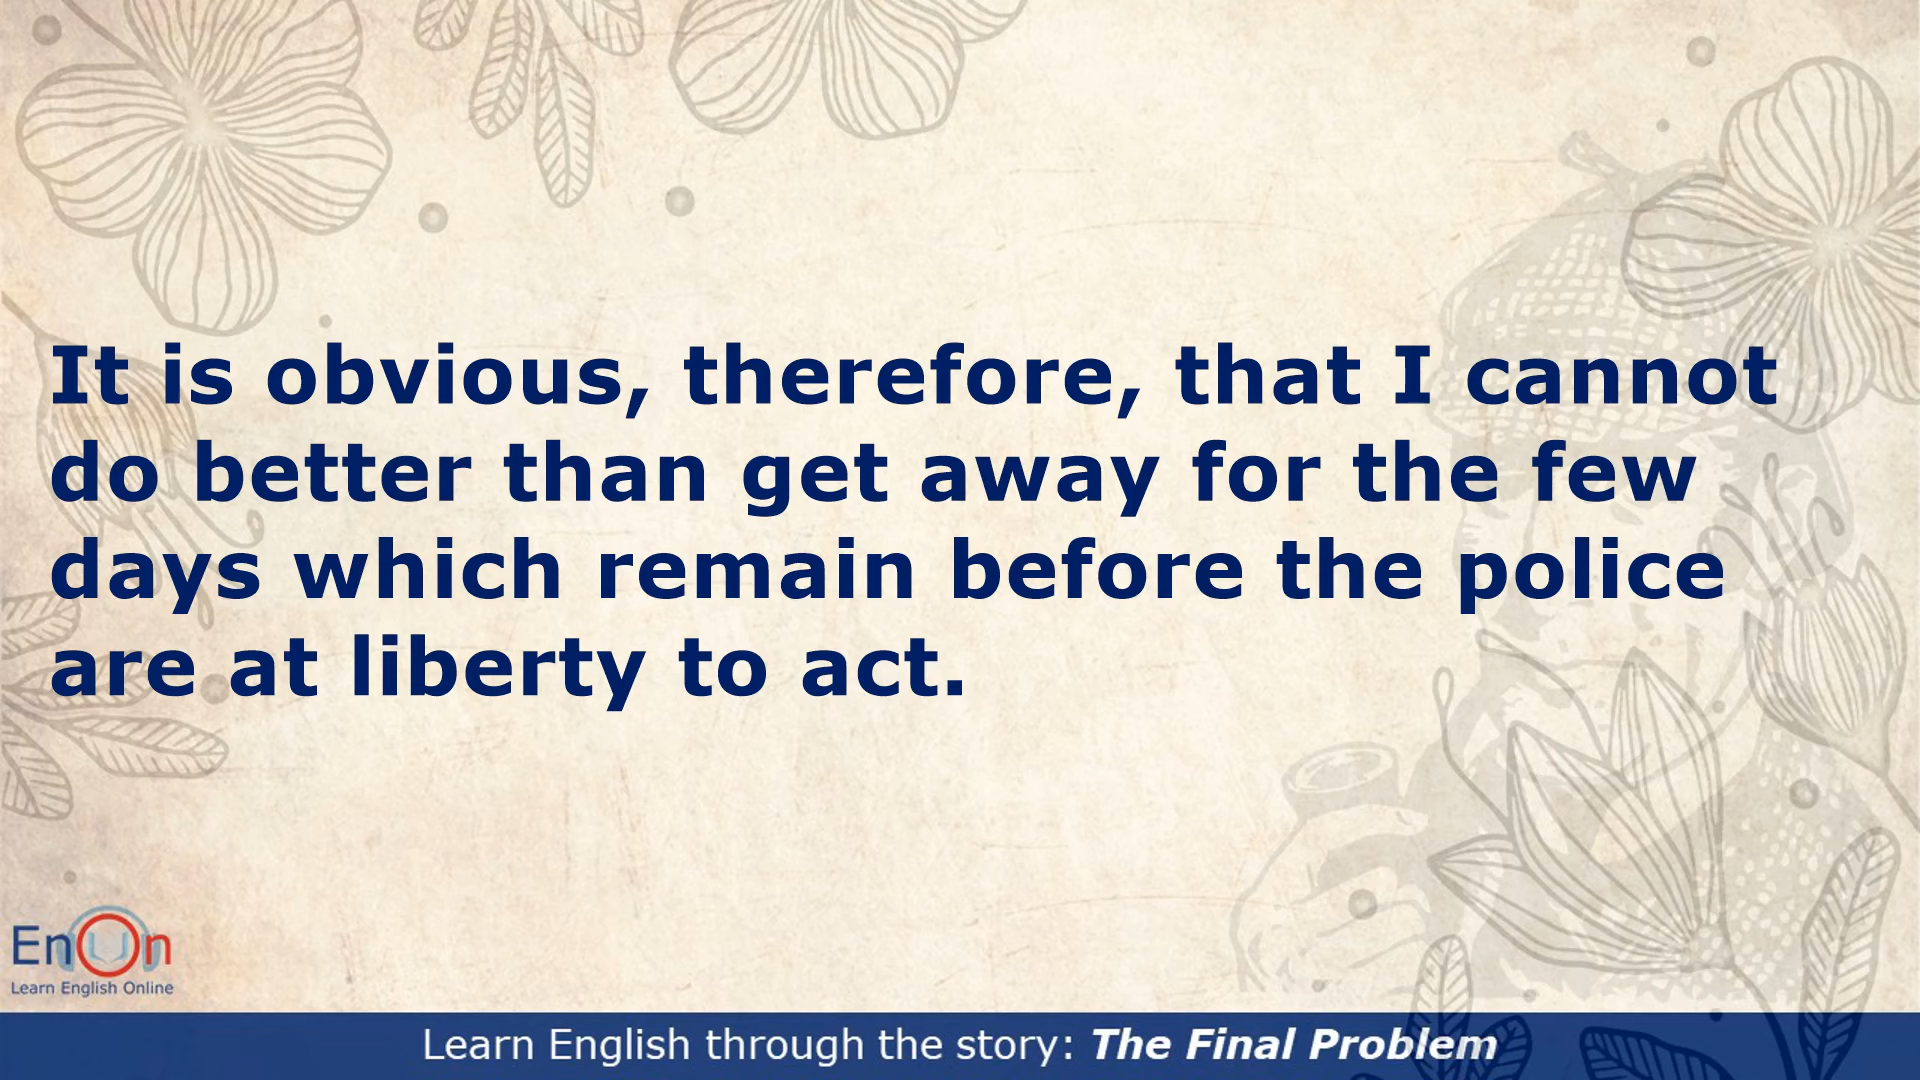 It is obvious, therefore, that I cannot
do better than get away for the few
days which remain before the police
are at liberty to act.
EnOn
Learn English Online
Learn English through the story: The Final Problem